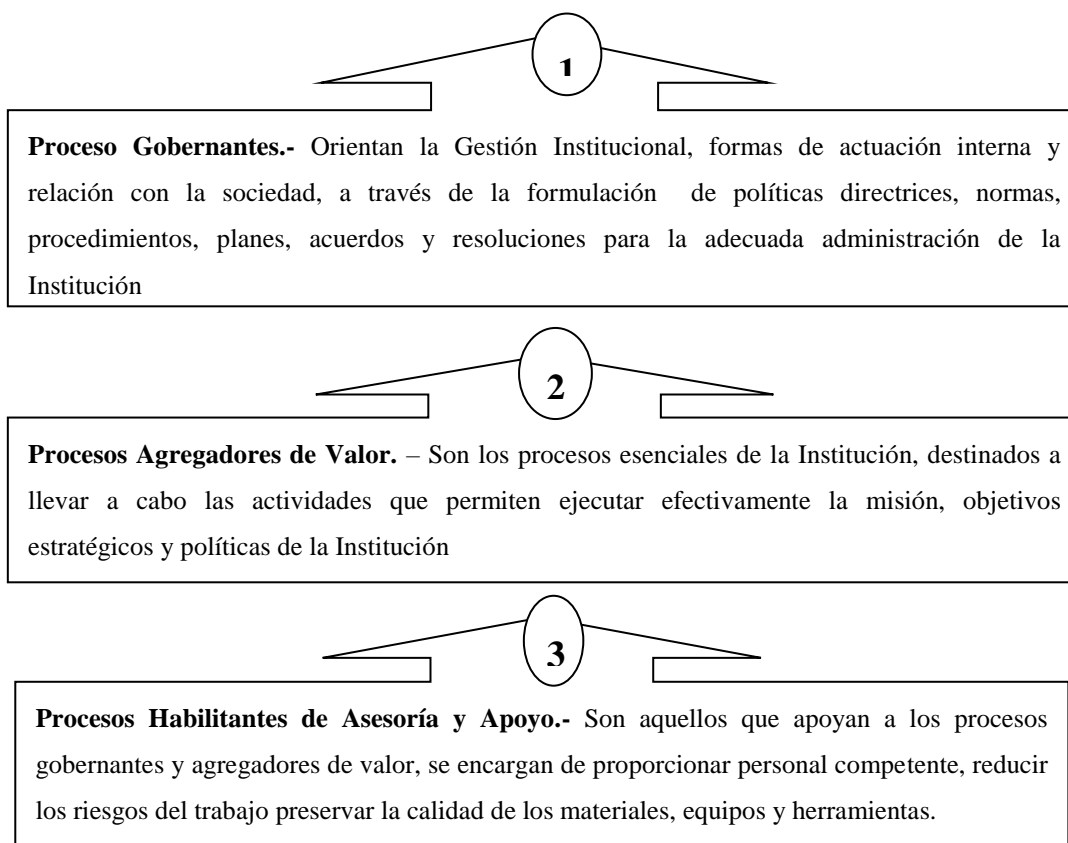 1
Proceso Gobernantes.- Orientan la Gestión Institucional, formas de actuación interna y
relación con la sociedad, a través de la formulación de políticas directrices, normas,
procedimientos, planes, acuerdos y resoluciones para la adecuada administración de la
Institución
2
Procesos Agregadores de Valor. – Son los procesos esenciales de la Institución, destinados a
llevar a cabo las actividades que permiten ejecutar efectivamente la misión, objetivos
estratégicos y políticas de la Institución
3
Procesos Habilitantes de Asesoría y Apoyo.- Son aquellos que apoyan a los procesos
gobernantes y agregadores de valor, se encargan de proporcionar personal competente, reducir
los riesgos del trabajo preservar la calidad de los materiales, equipos y herramientas.